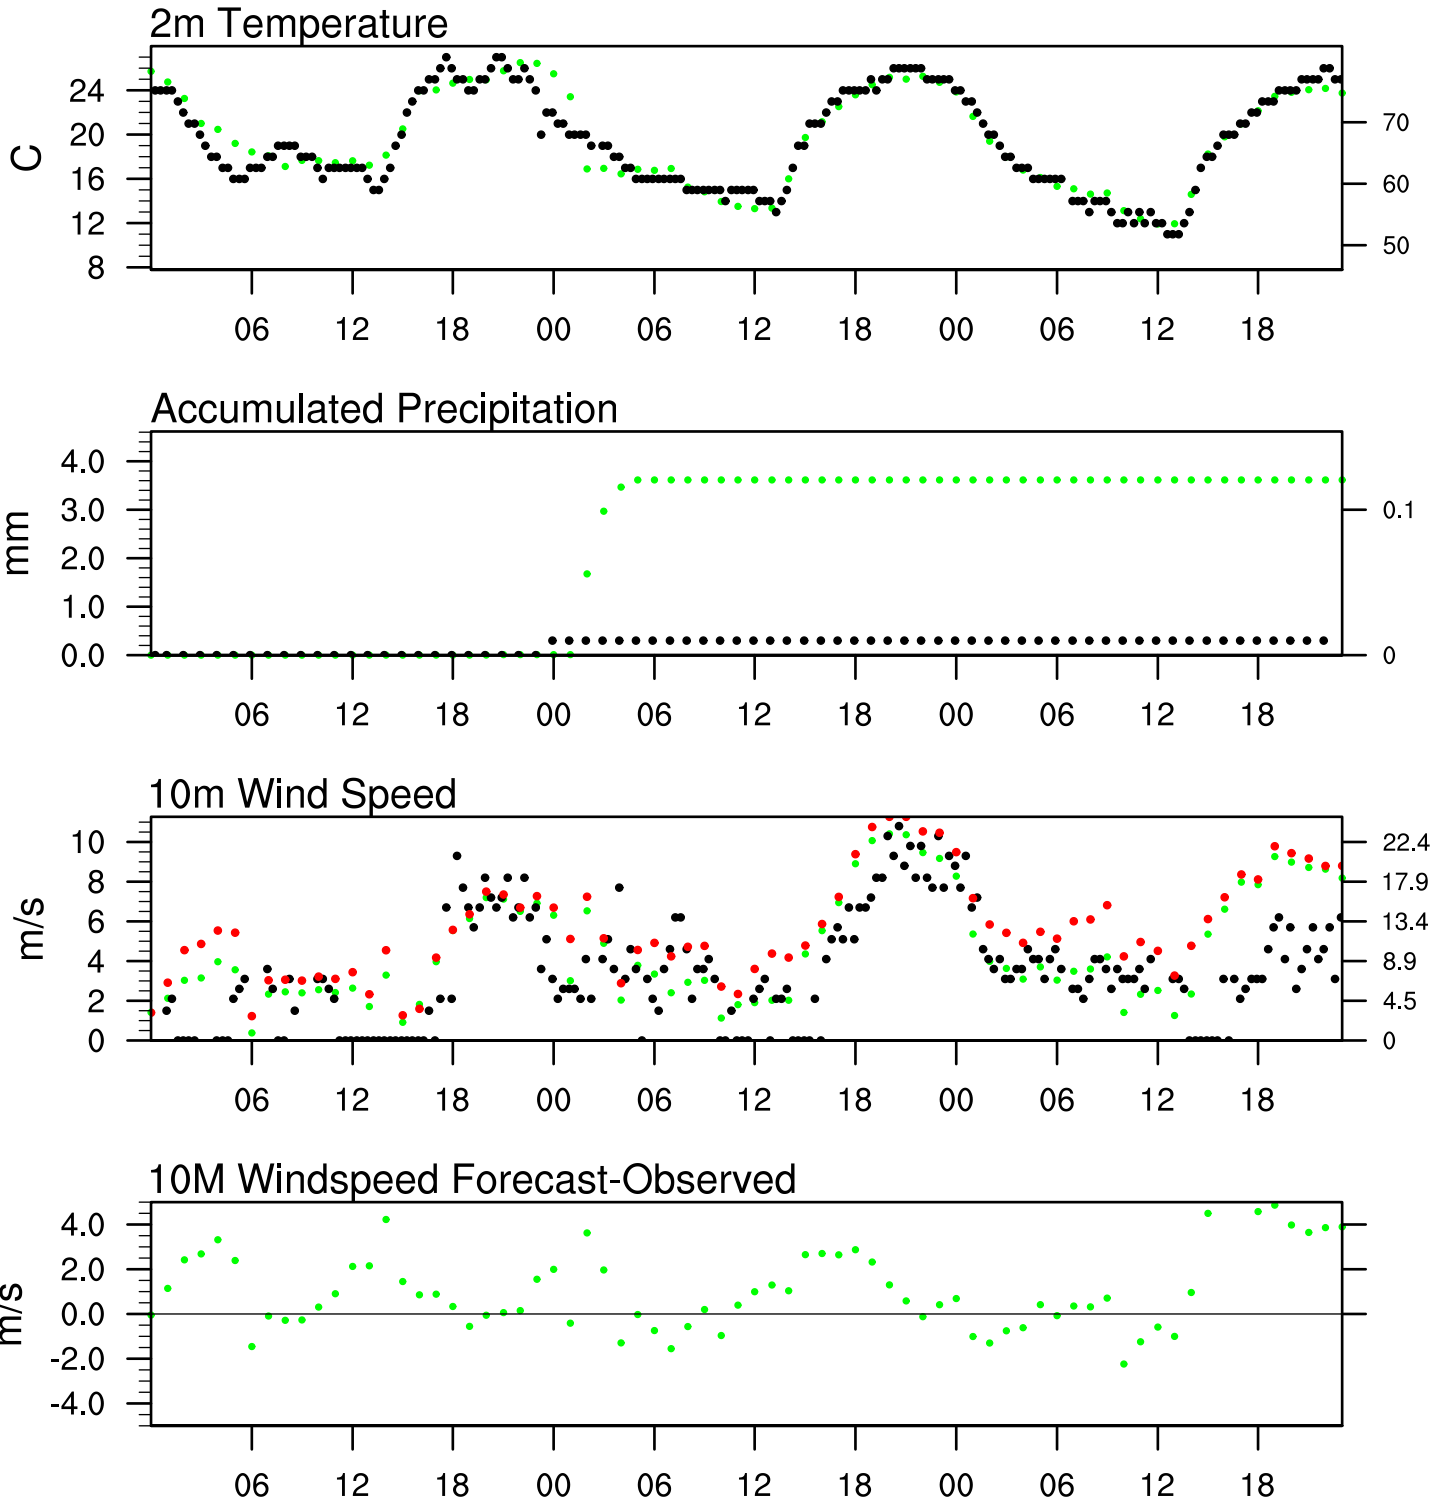 2m Temperature
24
20
16
12
8
C
70
60
50
06 12 18 00 06 12 18 00 06 12 18
Accumulated Precipitation
4.0
3.0
2.0
1.0
0.0
mm
0.1
0
06 12 18 00 06 12 18 00 06 12 18
10m Wind Speed
10
8
6
4
2
0
m/s
22.4
17.9
13.4
8.9
4.5
0
06 12 18 00 06 12 18 00 06 12 18
10M Windspeed Forecast-Observed
4.0
2.0
0.0
-2.0
-4.0
m/s
06 12 18 00 06 12 18 00 06 12 18